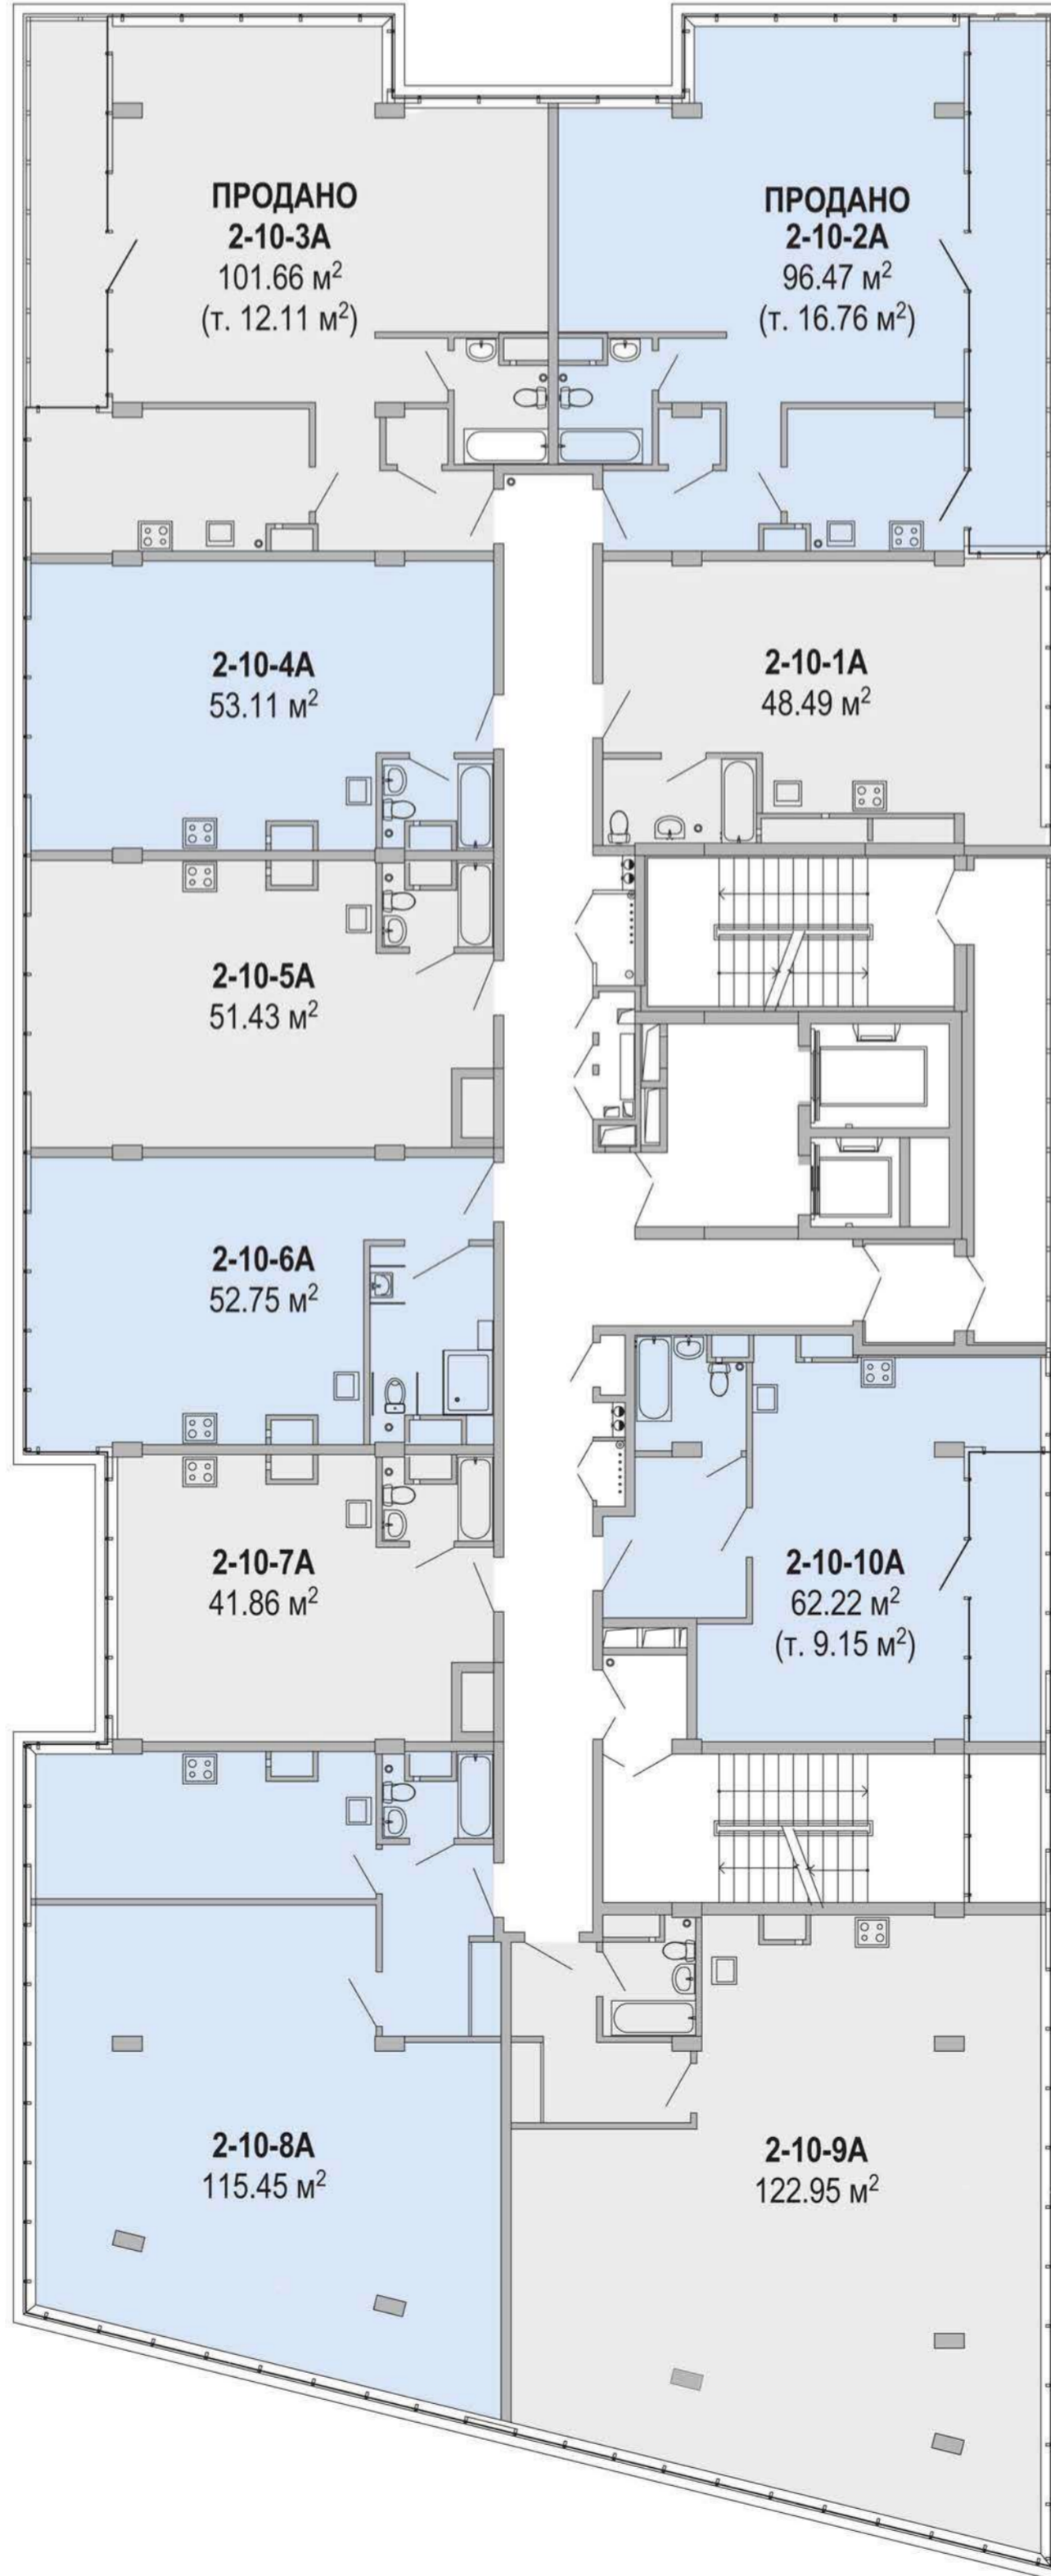 ПРОДАНО
2-10-3А
101.66 м²
(т. 12.11 м²)
ПРОДАНО
2-10-2А
96.47 м²
(т. 16.76 м²)
2-10-4А
53.11 м²
2-10-1А
48.49 м²
2-10-5А
51.43 м²
2-10-6А
52.75 м²
2-10-7А
41.86 м²
2-10-10А
62.22 м²
(т. 9.15 м²)
2-10-8А
115.45 м²
2-10-9А
122.95 м²